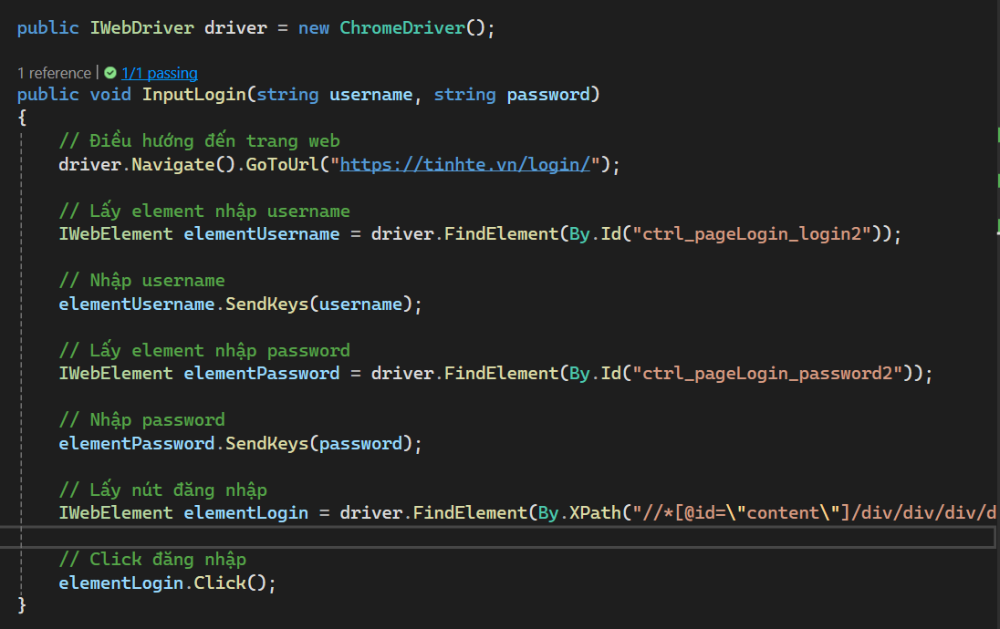 public IWebDriver driver = new ChromeDriver();
1 reference | 1/1 passing
public void InputLogin(string username, string password)
{
// Điều hướng đến trang web
driver.Navigate().GoToUrl("https://tinhte.vn/login/");
// Lấy element nhập username
IWebElement elementUsername = driver.FindElement(By.Id("ctrl_pageLogin_login2"));
// Nhập username
elementUsername.SendKeys(username);
// Lấy element nhập password
IWebElement elementPassword = driver.FindElement(By.Id("ctrl_pageLogin_password2"));
// Nhập password
elementPassword.SendKeys(password);
// Lấy nút đăng nhập
IWebElement elementLogin = driver.FindElement(By.XPath("//*[@id=\"content\"]/div/div/div/d
// Click đăng nhập
elementLogin.Click();
}